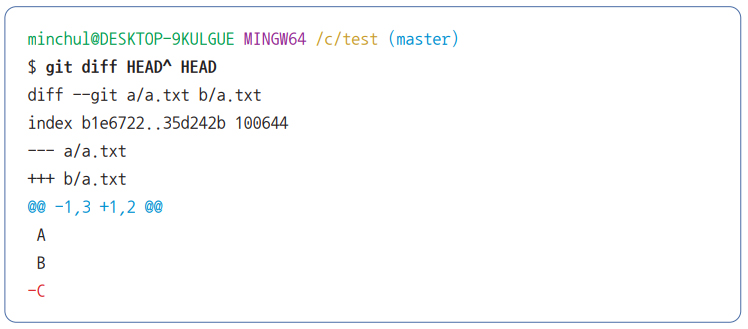 minchul@DESKTOP-9KULGUE MINGW64 /c/test (master)
$ git diff HEAD^ HEAD
diff --git a/a.txt b/a.txt
index b1e6722..35d242b 100644
--- a/a.txt
+++ b/a.txt
@@ -1,3 +1,2 @@
 A
 B
-C